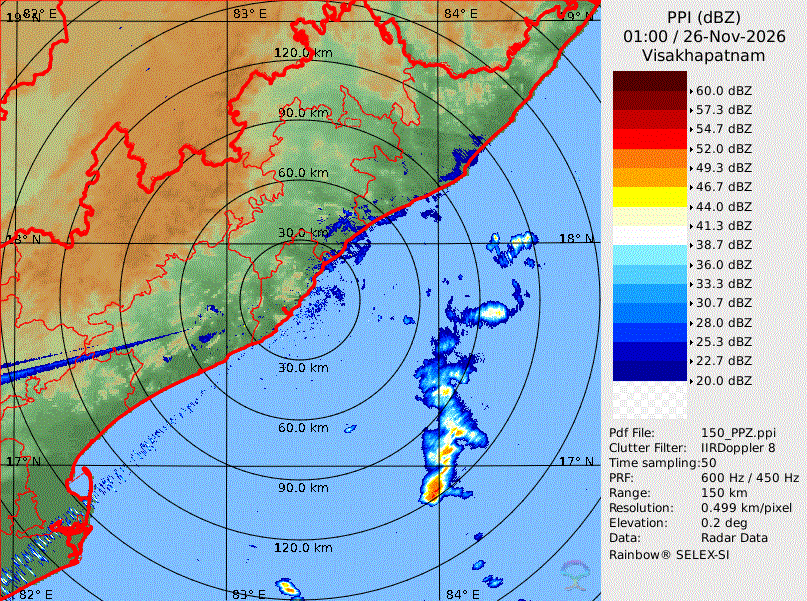 82° E
83° E
84° E
19° N
19° N
120.0 km
90.0 km
60.0 km
30.0 km
18° N
18° N
30.0 km
60.0 km
17° N
17° N
90.0 km
120.0 km
82° E
83° E
84° E
PPI (dBZ)
01:00 / 26-Nov-2026
Visakhapatnam
60.0 dBZ
57.3 dBZ
54.7 dBZ
52.0 dBZ
49.3 dBZ
46.7 dBZ
44.0 dBZ
41.3 dBZ
38.7 dBZ
36.0 dBZ
33.3 dBZ
30.7 dBZ
28.0 dBZ
25.3 dBZ
22.7 dBZ
20.0 dBZ
Pdf File: 150_PPZ.ppi
Clutter Filter: IIRDoppler 8
Time sampling:50
PRF: 600 Hz / 450 Hz
Range: 150 km
Resolution: 0.499 km/pixel
Elevation: 0.2 deg
Data: Radar Data
Rainbow® SELEX-SI